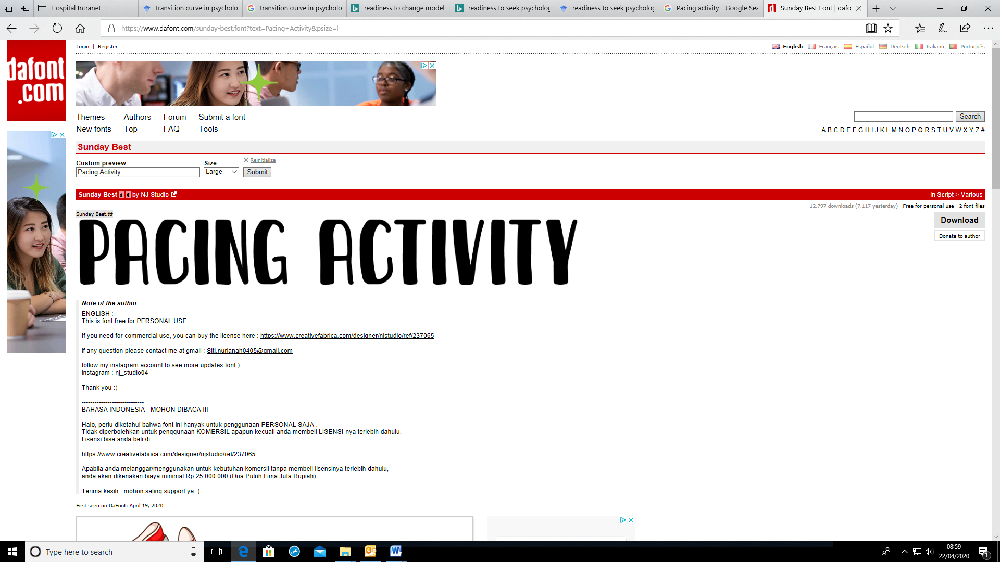 Hospital Intranet
transition curve in psycholo
transition curve in psycholo
readiness to change model
readiness to seek psycholog
readiness to seek psycholog
Pacing activity - Google Sea
Sunday Best Font | dafo
https://www.dafont.com/sunday-best.font?text=Pacing+Activity&psize=l
dafont
.com
Login | Register
English Français Español Deutsch Italiano Português
Themes Authors Forum Submit a font
New fonts Top FAQ Tools
Search
A B C D E F G H I J K L M N O P Q R S T U V W X Y Z #
Sunday Best
Custom preview
Size
Reinitialize
Pacing Activity
Large
Submit
Sunday Best à € by NJ Studio
in Script > Various
12,797 downloads (7,117 yesterday) Free for personal use - 2 font files
Sunday Best.ttf
Download
Donate to author
PACING ACTIVITY
Note of the author
ENGLISH :
This is font free for PERSONAL USE
If you need for commercial use, you can buy the license here : https://www.creativefabrica.com/designer/njstudio/ref/237065
if any question please contact me at gmail : Siti.nurjanah0405@gmail.com
follow my instagram account to see more updates font:)
instagram : nj_studio04
Thank you :)
-----------------------------
BAHASA INDONESIA - MOHON DIBACA !!!
Halo, perlu diketahui bahwa font ini hanyak untuk penggunaan PERSONAL SAJA .
Tidak diperbolehkan untuk penggunaan KOMERSIL apapun kecuali anda membeli LISENSI-nya terlebih dahulu.
Lisensi bisa anda beli di :
https://www.creativefabrica.com/designer/njstudio/ref/237065
Apabila anda melanggar/menggunakan untuk kebutuhan komersil tanpa membeli lisensinya terlebih dahulu,
anda akan dikenakan biaya minimal Rp 25.000.000 (Dua Puluh Lima Juta Rupiah)
Terima kasih , mohon saling support ya :)
First seen on DaFont: April 19, 2020
Type here to search
08:59
22/04/2020
1